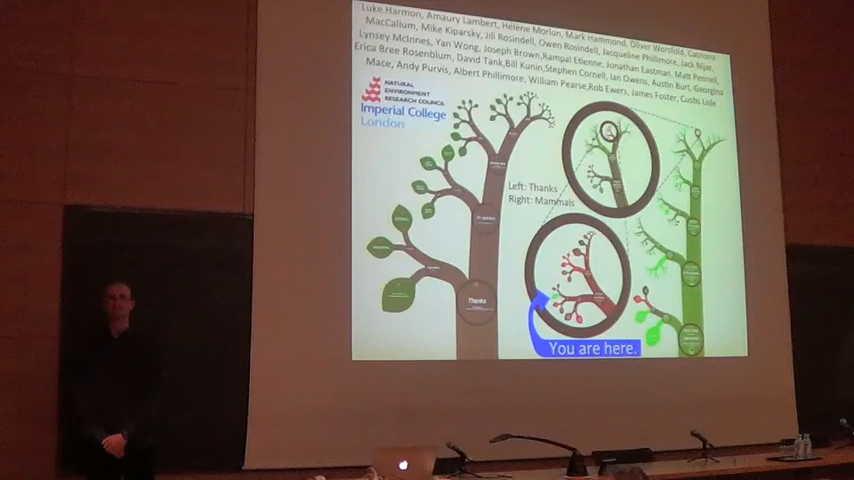 Luke Harmon, Amaury Lambert, Hélène Morlon, Mark Hammond, Oliver Worsfold, Catriona
MacCallum, Mike Kiparsky, Jill Rosindell, Owen Rosindell, Jacqueline Phillimore, Jack Nijjar,
Lynsey McInnes, Yan Wong, Joseph Brown, Rampal Etienne, Jonathan Eastman, Matt Pennell,
Erica Bree Rosenblum, David Tank, Bill Kunin, Stephen Cornell, Ian Owens, Austin Burt, Georgina
Mace, Andy Purvis, Albert Phillimore, William Pearse, Rob Ewers, James Foster, Custis Lisle
NATURAL
ENVIRONMENT
RESEARCH COUNCIL
Imperial College
London
Left: Thanks
Right: Mammals
Thanks
You are here.